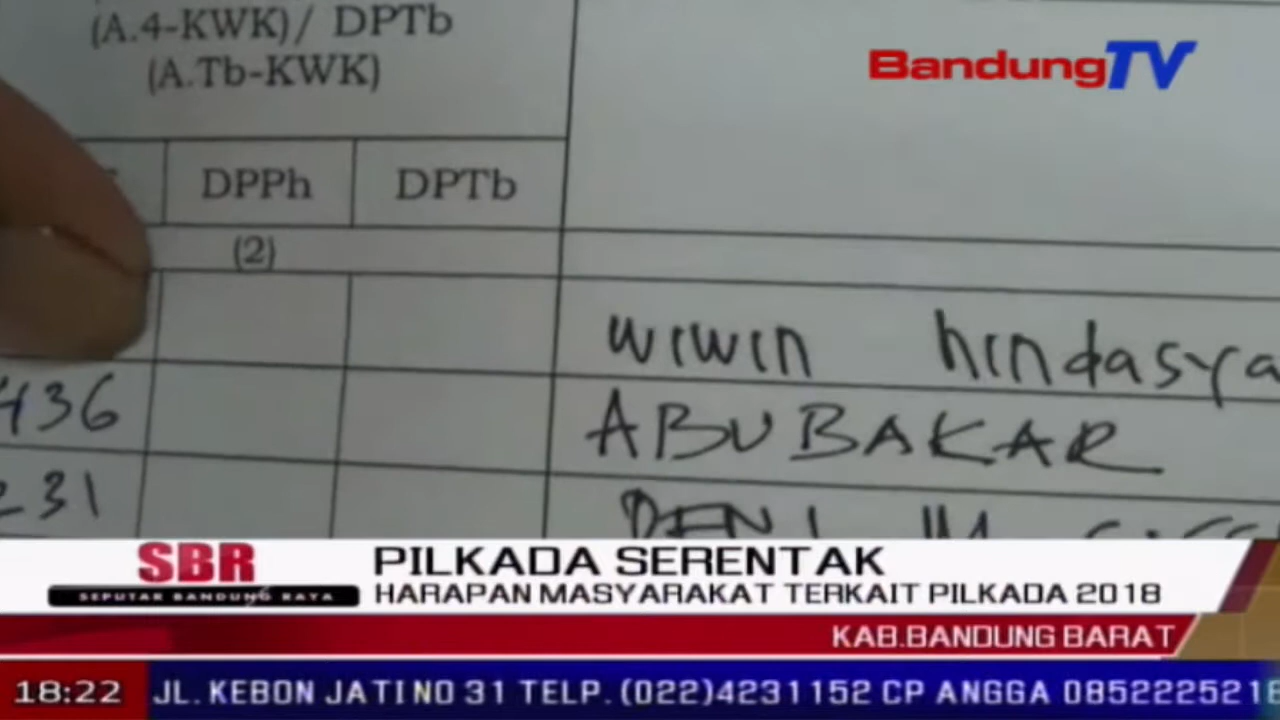 (A.4-KWK)/ DPTb
(A.Tb-KWK)
BandungTV
DPPh DPTb
(2)
wiwin hindasya
436 ABUBAKAR
231 DENI M
SBR
SEPUTAR BANDUNG RAYA
PILKADA SERENTAK
HARAPAN MASYARAKAT TERKAIT PILKADA 2018
KAB.BANDUNG BARAT
18:22 JL. KEBON JATI NO 31 TELP. (022)4231152 CP ANGGA 085222521